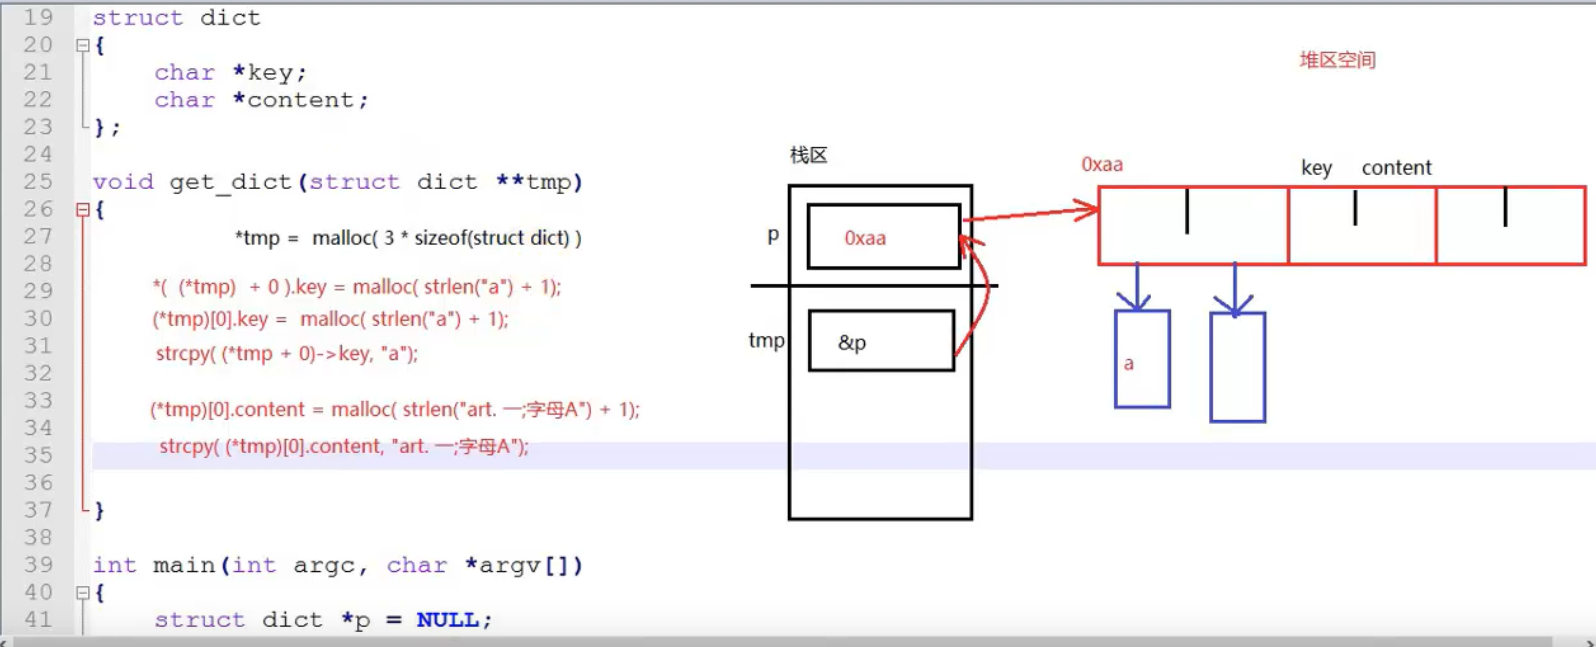 19 struct dict
20 {
21 char *key;
22 char *content;
23 };
24
25 void get_dict(struct dict **tmp)
26 {
27 *tmp = malloc( 3 * sizeof(struct dict) )
28
29 *( (*tmp) + 0 ).key = malloc( strlen("a") + 1);
30 (*tmp)[0].key = malloc( strlen("a") + 1);
31 strcpy( (*tmp + 0)->key, "a");
32
33 (*tmp)[0].content = malloc( strlen("art. 一;字母A") + 1);
34
35 strcpy( (*tmp)[0].content, "art. 一;字母A");
36
37 }
38
39 int main(int argc, char *argv[])
40 {
41 struct dict *p = NULL;
堆区空间
栈区
0xaa
key content
p
0xaa
tmp
&p
a